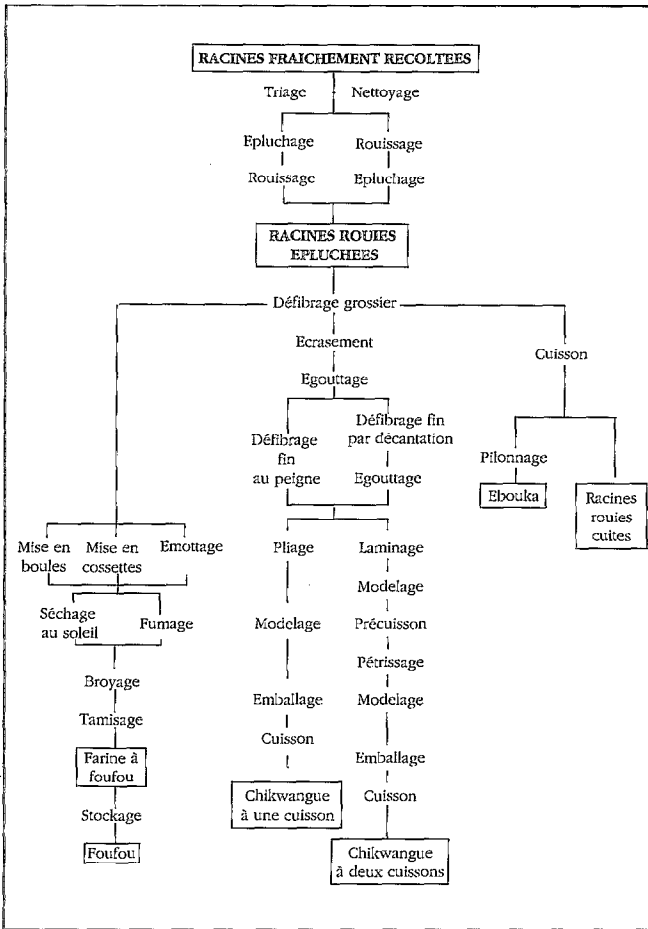 RACINES FRAICHEMENT RECOLTEES
Triage Nettoyage
Epluchage Rouissage
Rouissage Epluchage
RACINES ROUIES
EPLUCHEES
Défibrage grossier
Ecrasement
Cuisson
Egouttage
Défibrage
fin
au peigne
Défibrage fin
par décantation
Egouttage
Pilonnage
Ebouka
Racines
rouies
cuites
Mise en
boules
Mise en
cossettes
Emottage
Séchage
au soleil
Fumage
Broyage
Tamisage
Farine à
foufou
Stockage
Foufou
Pliage
Modelage
Emballage
Cuisson
Chikwangue
à une cuisson
Laminage
Modelage
Précuisson
Pétrissage
Modelage
Emballage
Cuisson
Chikwangue
à deux cuissons